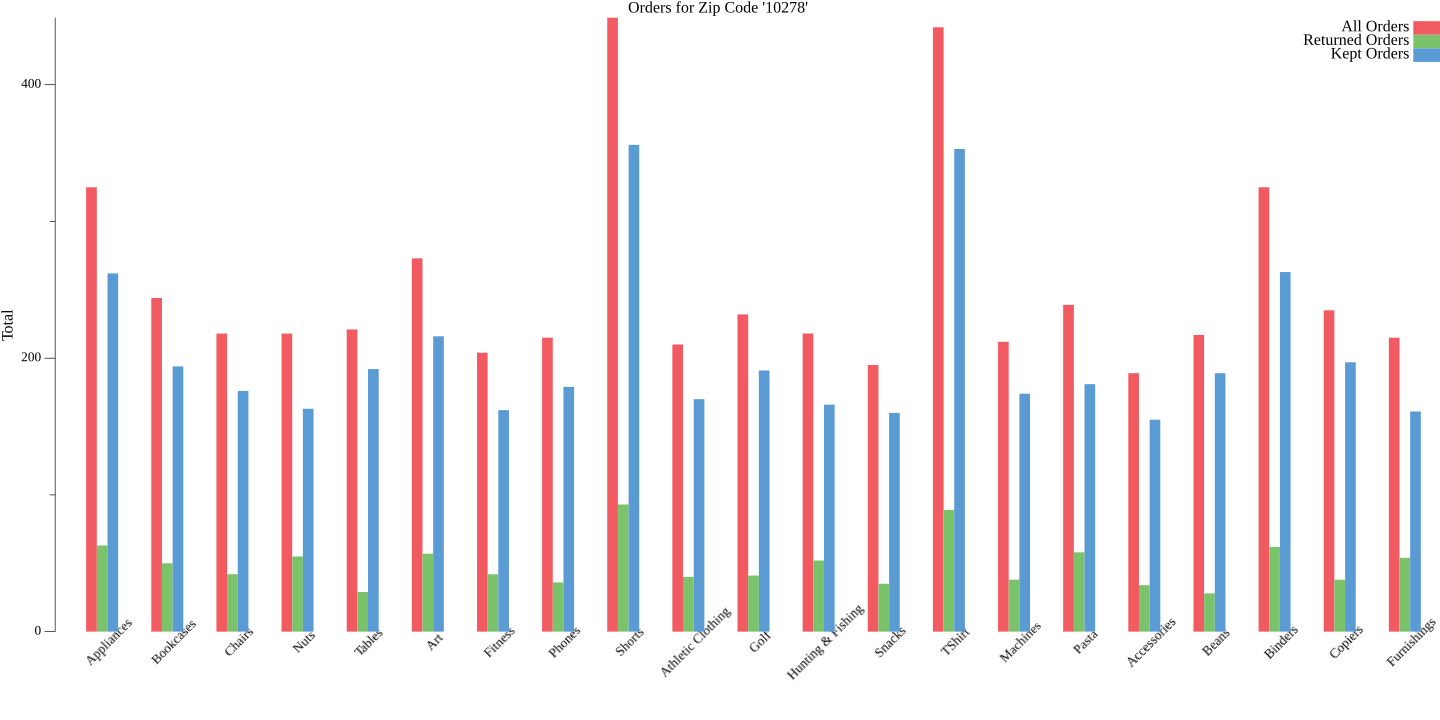 Orders for Zip Code '10278'
All Orders
Returned Orders
Kept Orders
Total
400
200
0
Appliances
Bookcases
Chairs
Nuts
Tables
Art
Fitness
Phones
Shorts
Athletic Clothing
Golf
Hunting & Fishing
Snacks
TShirt
Machines
Pasta
Accessories
Beans
Binders
Copiers
Furnishings